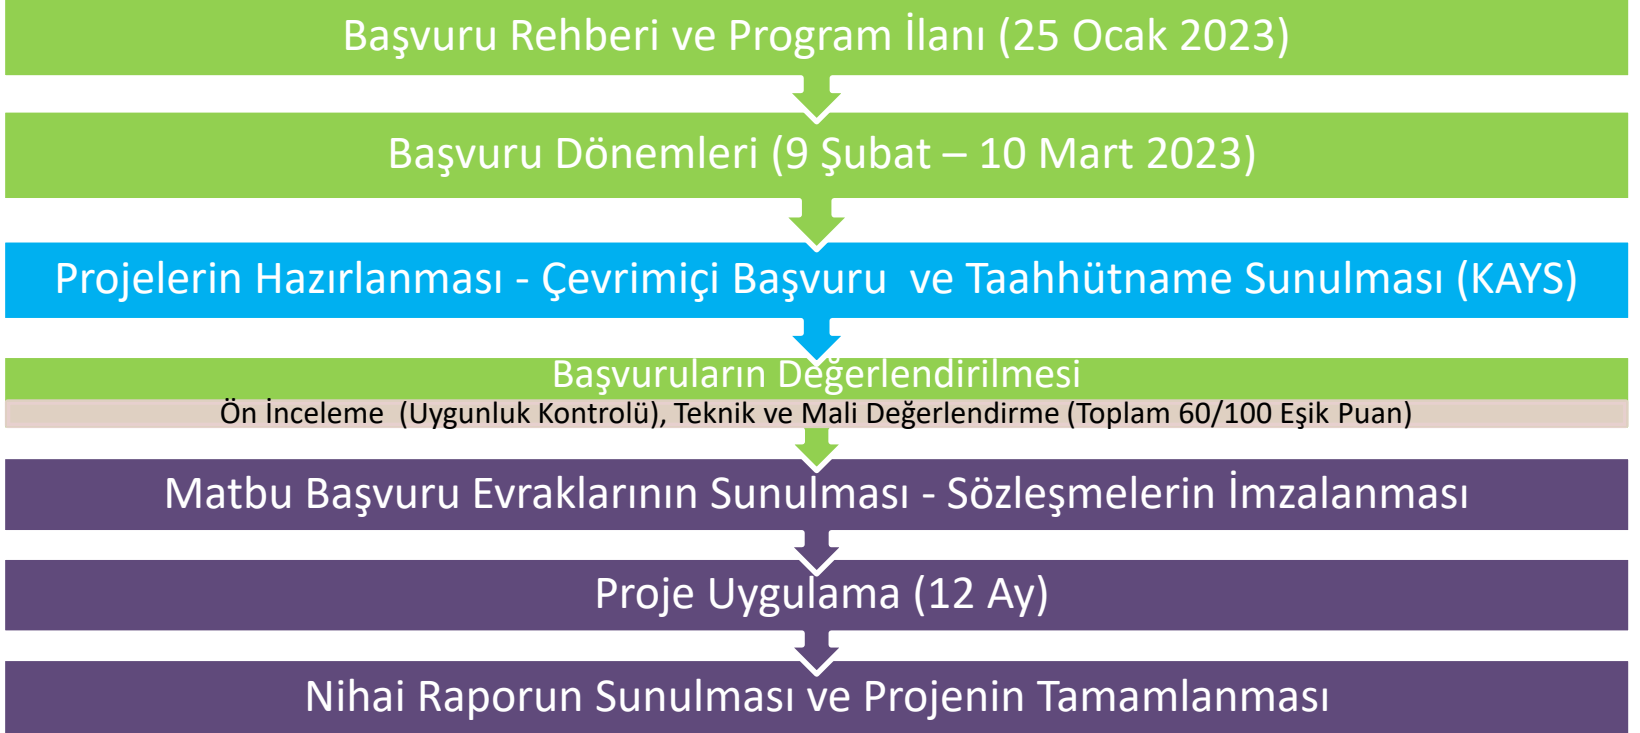 Başvuru Rehberi ve Program İlanı (25 Ocak 2023)
Başvuru Dönemleri (9 Şubat – 10 Mart 2023)
Projelerin Hazırlanması - Çevrimiçi Başvuru ve Taahhütname Sunulması (KAYS)
Başvuruların Değerlendirilmesi
Ön İnceleme (Uygunluk Kontrolü), Teknik ve Mali Değerlendirme (Toplam 60/100 Eşik Puan)
Matbu Başvuru Evraklarının Sunulması - Sözleşmelerin İmzalanması
Proje Uygulama (12 Ay)
Nihai Raporun Sunulması ve Projenin Tamamlanması